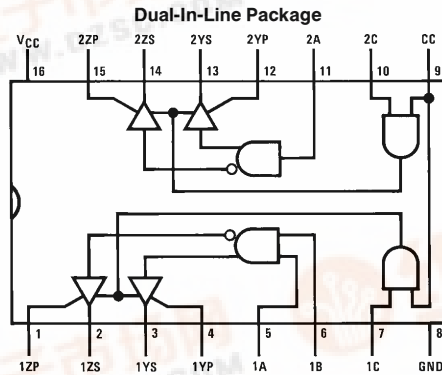 Dual-In-Line Package
VCC 2ZP 2ZS 2YS 2YP 2A 2C CC
16 15 14 13 12 11 10 9
1 2 3 4 5 6 7 8
1ZP 1ZS 1YS 1YP 1A 1B 1C GND